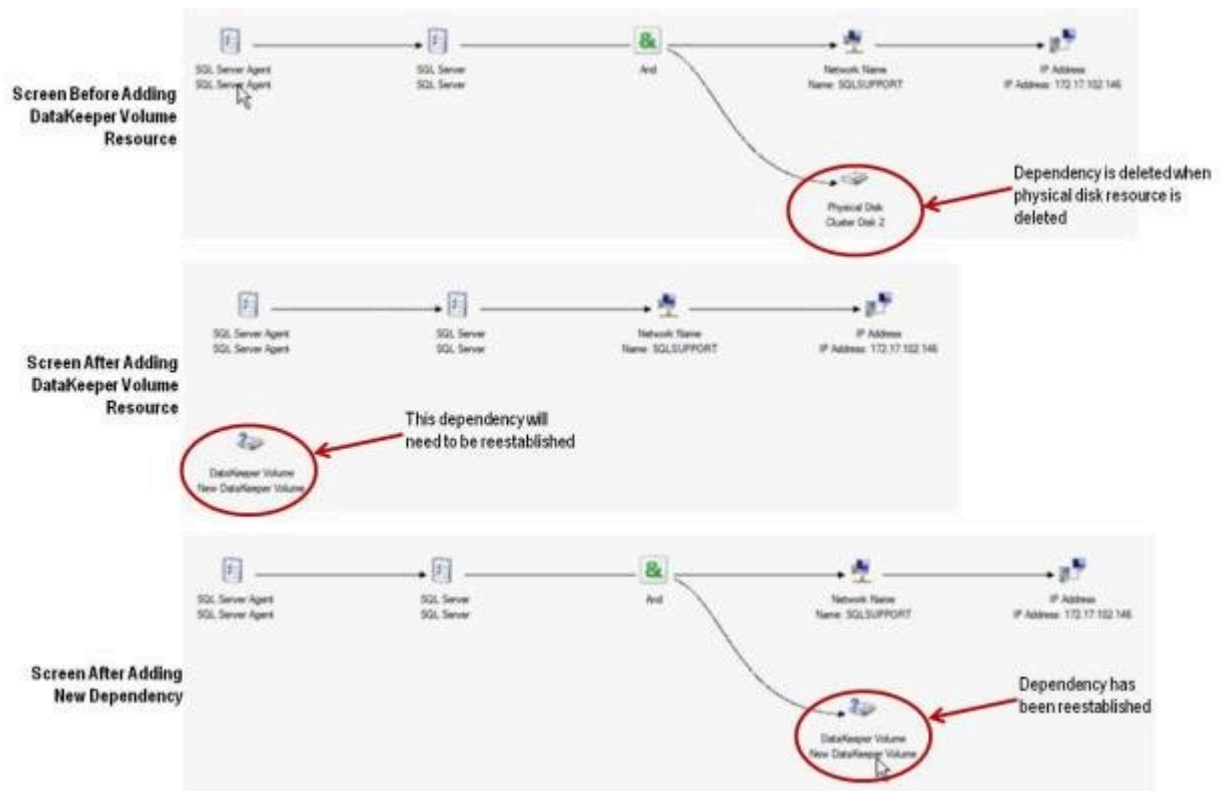 SQL Server Agent
SQL Server Agent
SQL Server
SQL Server
&
And
Network Name
Name: SQLSUPPORT
IP Address
IP Address: 172.17.102.146
Screen Before Adding
DataKeeper Volume
Resource
Physical Disk
Cluster Disk 2
Dependency is deleted when
physical disk resource is
deleted
SQL Server Agent
SQL Server Agent
SQL Server
SQL Server
Network Name
Name: SQLSUPPORT
IP Address
IP Address: 172.17.102.146
Screen After Adding
DataKeeper Volume
Resource
This dependency will
need to be reestablished
DataKeeper Volume
New DataKeeper Volume
SQL Server Agent
SQL Server Agent
SQL Server
SQL Server
&
And
Network Name
Name: SQLSUPPORT
IP Address
IP Address: 172.17.102.146
Screen After Adding
New Dependency
Dependency has
been reestablished
DataKeeper Volume
New DataKeeper Volume